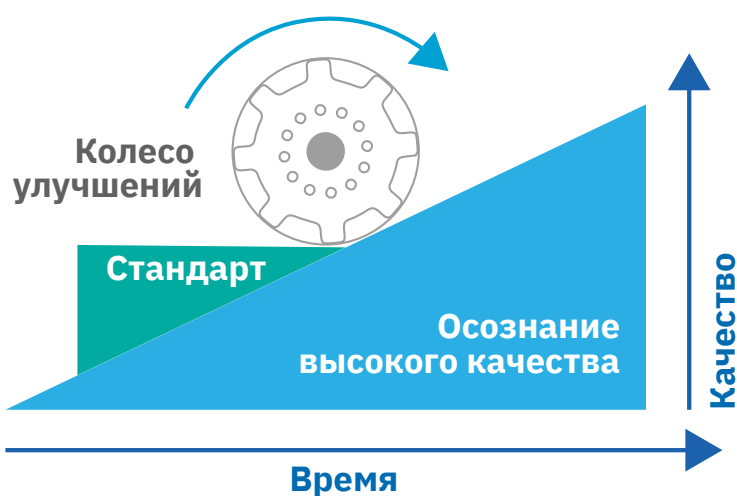 Колесо
улучшений
Стандарт
Осознание
высокого качества
Качество
Время